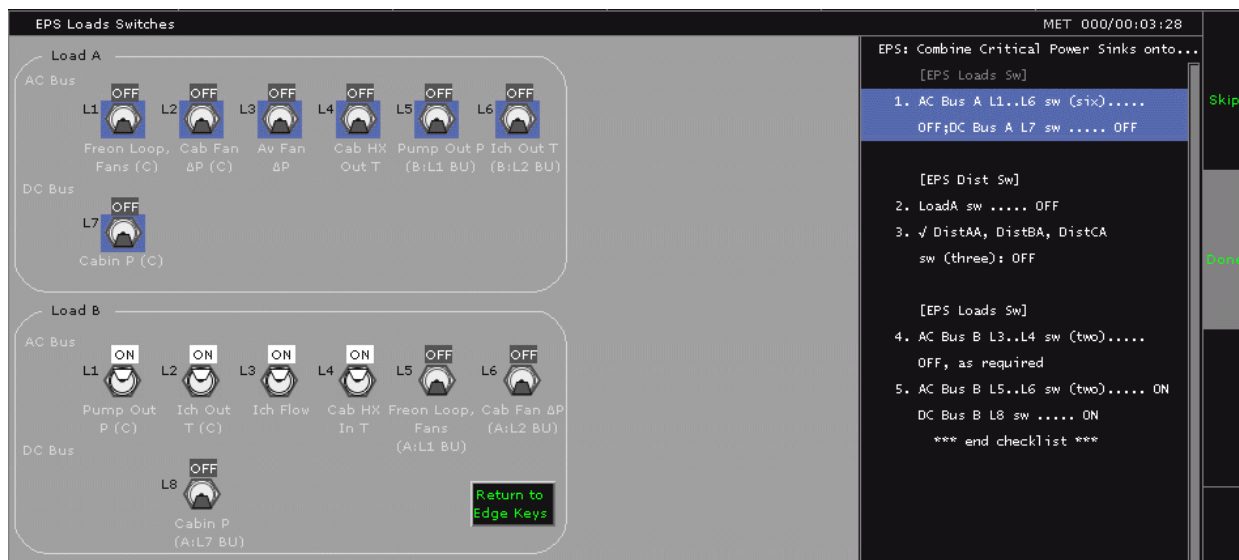 EPS Loads Switches
MET 000/00:03:28
Load A
AC Bus
OFF OFF OFF OFF OFF OFF
L1 L2 L3 L4 L5 L6
Freon Loop, Cab Fan Av Fan Cab HX Pump Out P Ich Out T
Fans (C) ΔP (C) ΔP Out T (B:L1 BU) (B:L2 BU)
DC Bus
OFF
L7
Cabin P (C)
Load B
AC Bus
ON ON ON ON OFF OFF
L1 L2 L3 L4 L5 L6
Pump Out Ich Out Ich Flow Cab HX Freon Loop, Cab Fan ΔP
P (C) T (C) In T Fans (A:L2 BU)
(A:L1 BU)
DC Bus
OFF
L8
Cabin P
(A:L7 BU)
Return to
Edge Keys
EPS: Combine Critical Power Sinks onto...
[EPS Loads Sw]
1. AC Bus A L1..L6 sw (six).....
OFF;DC Bus A L7 sw ..... OFF
[EPS Dist Sw]
2. LoadA sw ..... OFF
3. √ DistAA, DistBA, DistCA
sw (three): OFF
[EPS Loads Sw]
4. AC Bus B L3..L4 sw (two).....
OFF, as required
5. AC Bus B L5..L6 sw (two)..... ON
DC Bus B L8 sw ..... ON
*** end checklist ***
Skip
Done